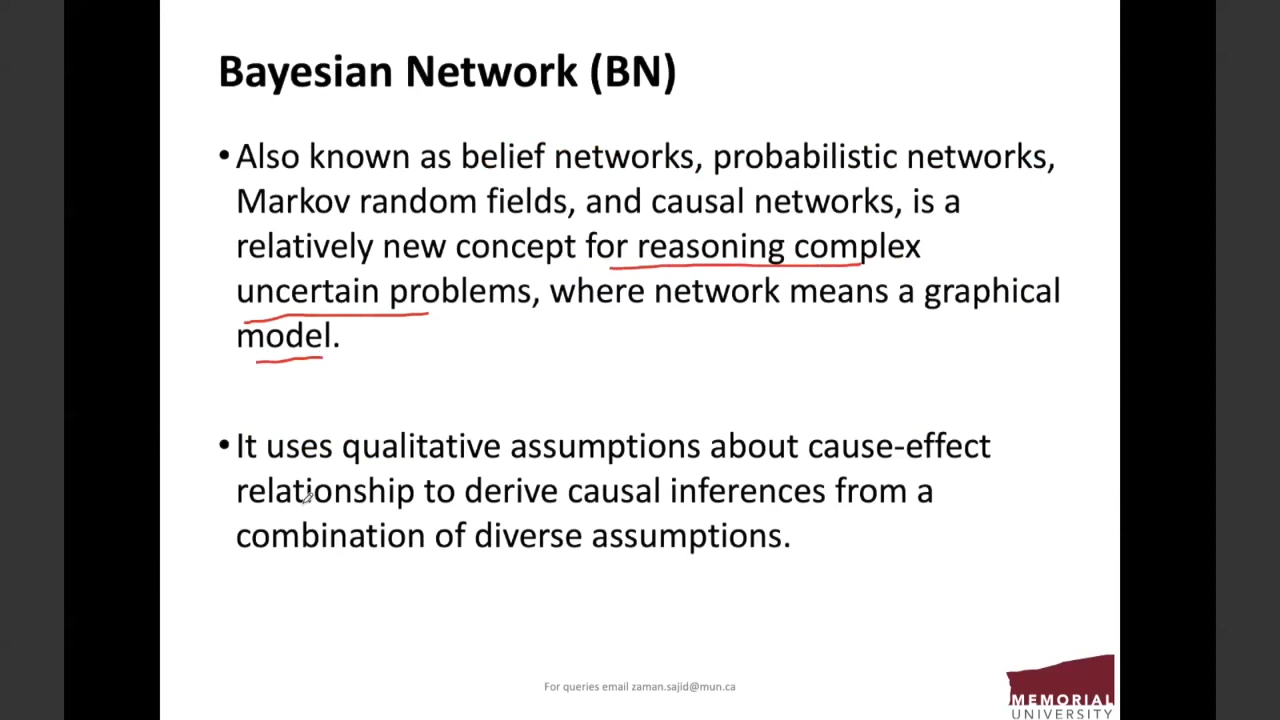 Bayesian Network (BN)
•Also known as belief networks, probabilistic networks,
Markov random fields, and causal networks, is a
relatively new concept for reasoning complex
uncertain problems, where network means a graphical
model.
•It uses qualitative assumptions about cause-effect
relationship to derive causal inferences from a
combination of diverse assumptions.
For queries email zaman.sajid@mun.ca
MEMORIAL
UNIVERSITY